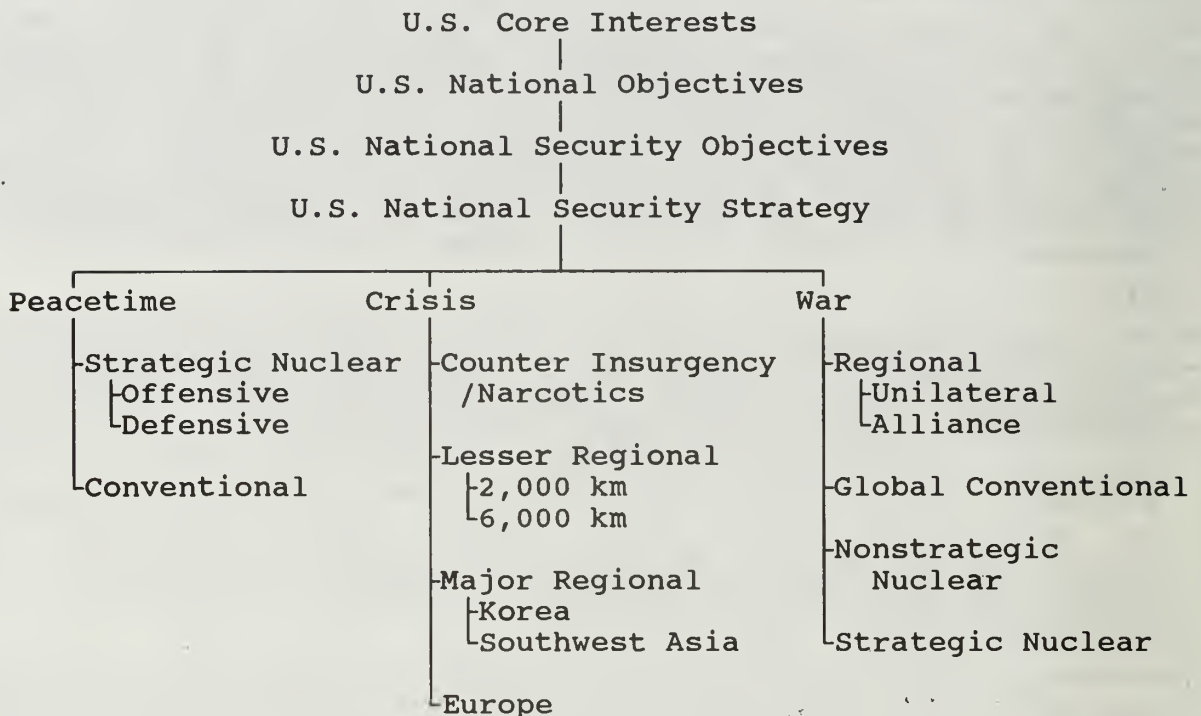 U.S. Core Interests
U.S. National Objectives
U.S. National Security Objectives
U.S. National Security Strategy
Peacetime
Strategic Nuclear
Offensive
Defensive
Conventional
Crisis
Counter Insurgency
/Narcotics
Lesser Regional
2,000 km
6,000 km
Major Regional
Korea
Southwest Asia
Europe
War
Regional
Unilateral
Alliance
Global Conventional
Nonstrategic
Nuclear
Strategic Nuclear